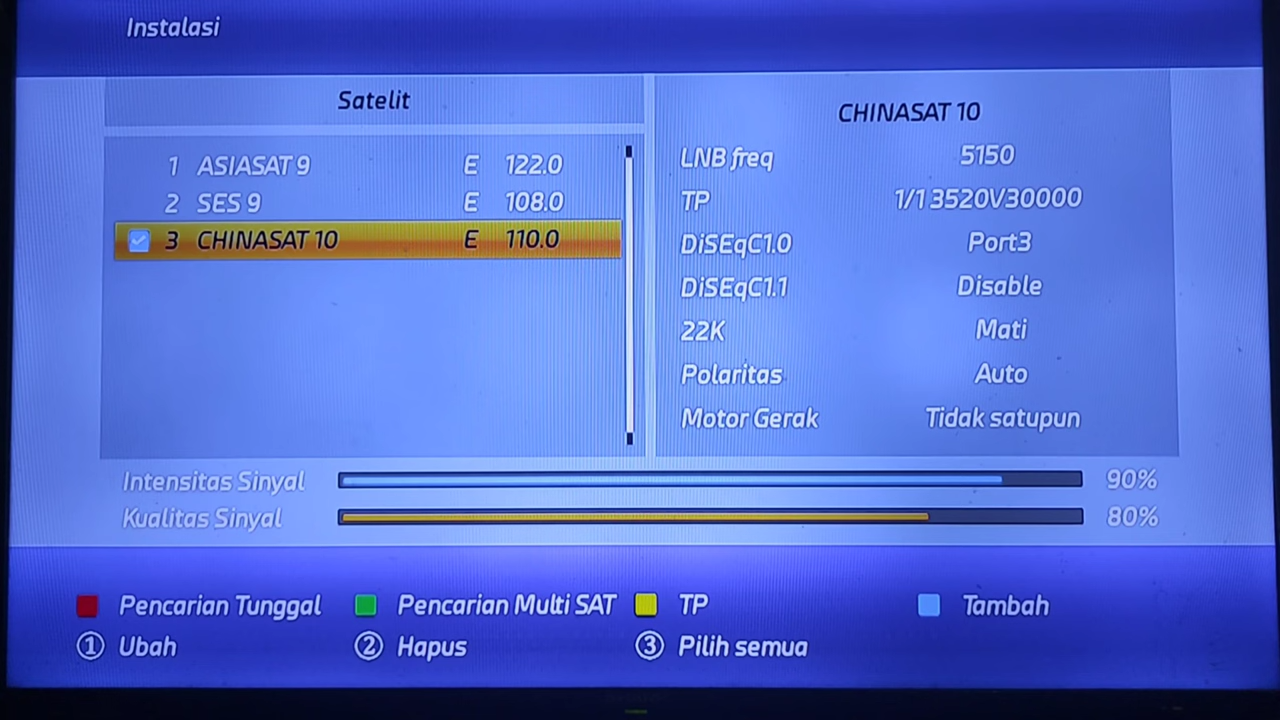 Instalasi
Satelit
1 ASIASAT 9 E 122.0
2 SES 9 E 108.0
3 CHINASAT 10 E 110.0
CHINASAT 10
LNB freq 5150
TP 1/1 3520V30000
DiSEqC1.0 Port3
DiSEqC1.1 Disable
22K Mati
Polaritas Auto
Motor Gerak Tidak satupun
Intensitas Sinyal 90%
Kualitas Sinyal 80%
Pencarian Tunggal Pencarian Multi SAT TP Tambah
1 Ubah 2 Hapus 3 Pilih semua